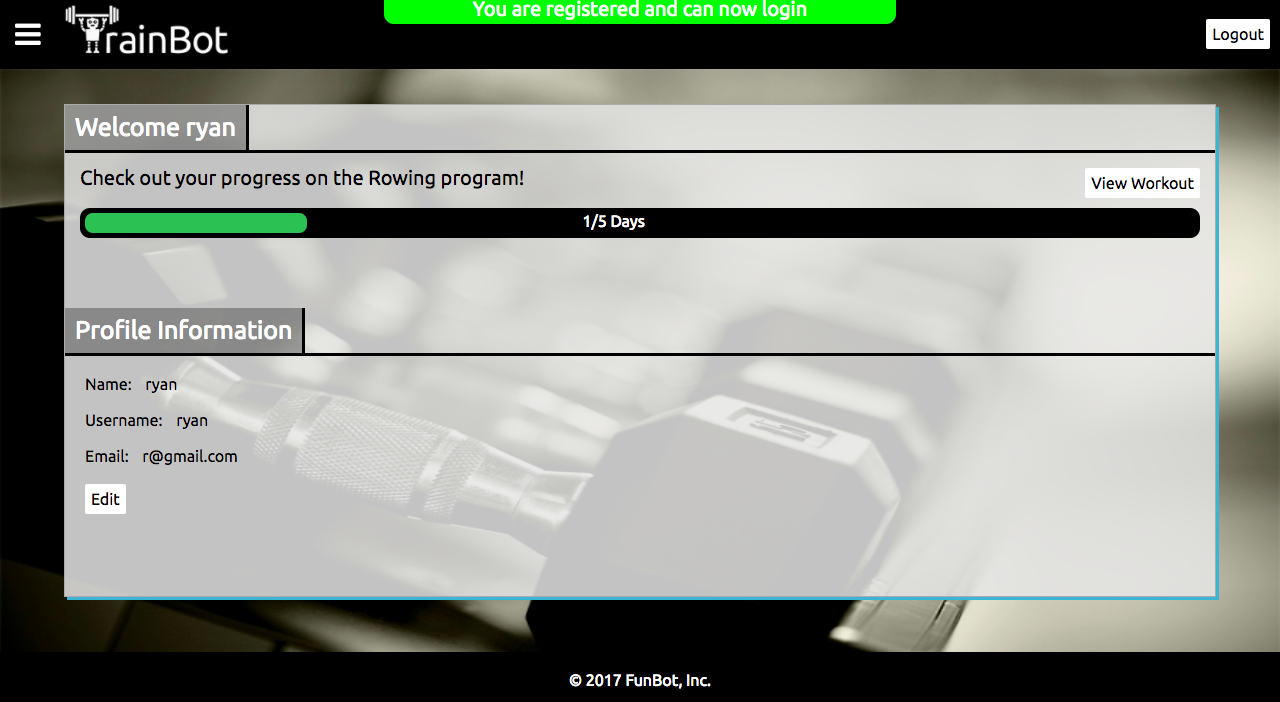 You are registered and can now login
TrainBot
Logout
Welcome ryan
Check out your progress on the Rowing program!
View Workout
1/5 Days
Profile Information
Name: ryan
Username: ryan
Email: r@gmail.com
Edit
© 2017 FunBot, Inc.